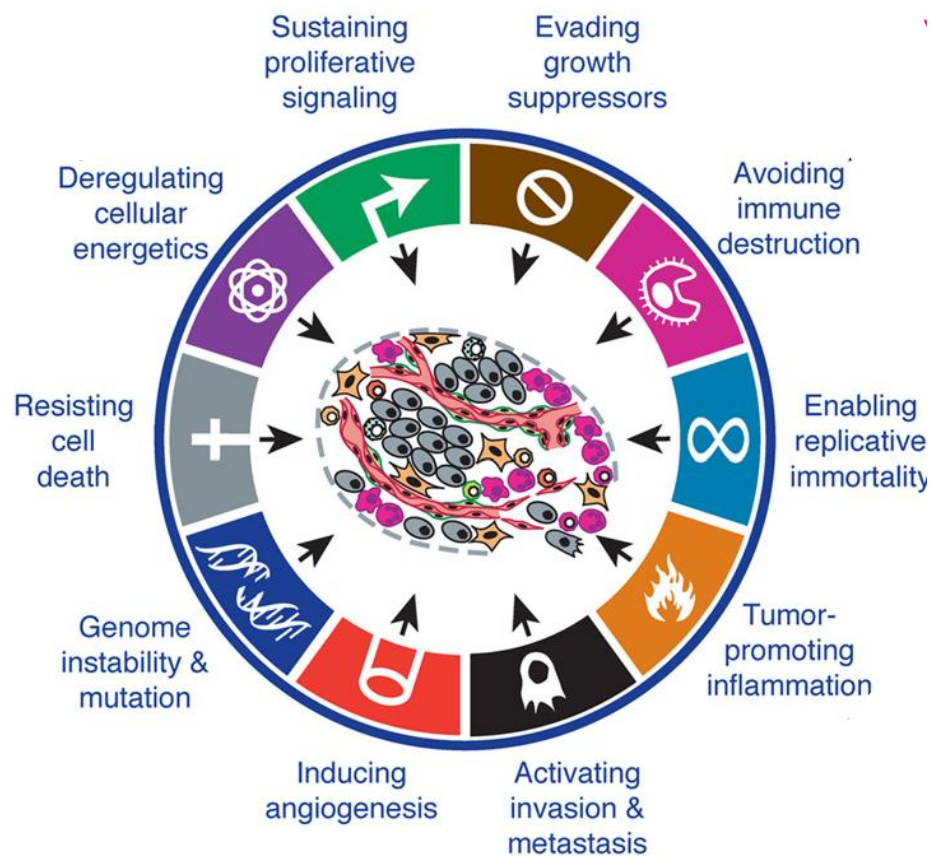 Sustaining
proliferative
signaling
Evading
growth
suppressors
Avoiding
immune
destruction
Enabling
replicative
immortality
Tumor-
promoting
inflammation
Activating
invasion &
metastasis
Inducing
angiogenesis
Genome
instability &
mutation
Resisting
cell
death
Deregulating
cellular
energetics